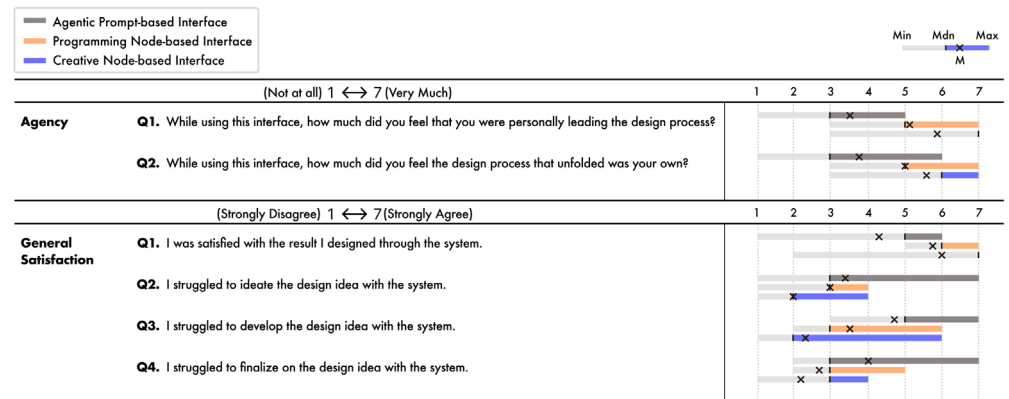 Agentic Prompt-based Interface
Programming Node-based Interface
Creative Node-based Interface
Min Mdn Max
M
(Not at all) 1 ↔ 7 (Very Much) 1 2 3 4 5 6 7
Agency Q1. While using this interface, how much did you feel that you were personally leading the design process?
Q2. While using this interface, how much did you feel the design process that unfolded was your own?
(Strongly Disagree) 1 ↔ 7 (Strongly Agree) 1 2 3 4 5 6 7
General Satisfaction Q1. I was satisfied with the result I designed through the system.
Q2. I struggled to ideate the design idea with the system.
Q3. I struggled to develop the design idea with the system.
Q4. I struggled to finalize on the design idea with the system.